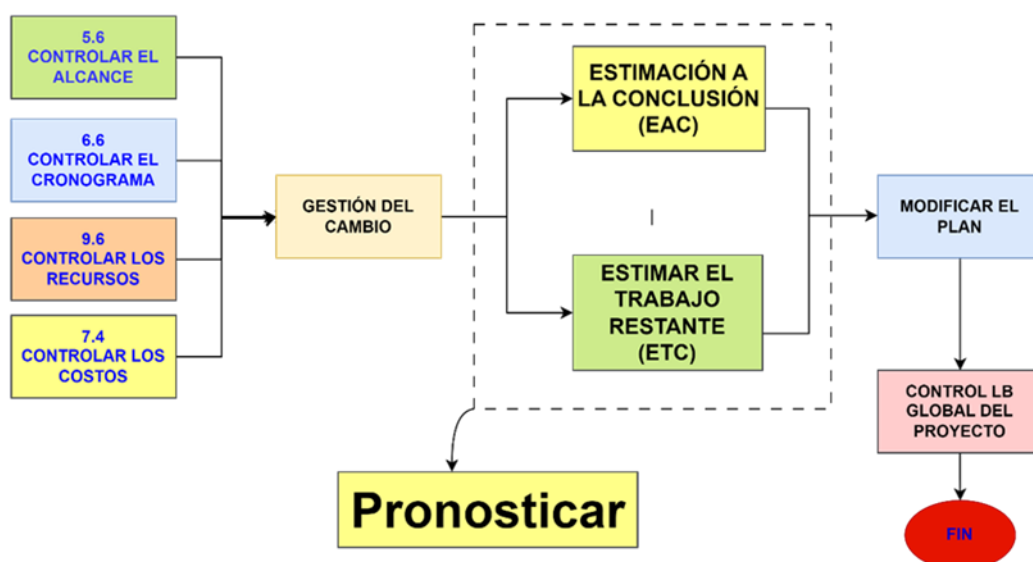 5.6
CONTROLAR EL
ALCANCE
6.6
CONTROLAR EL
CRONOGRAMA
9.6
CONTROLAR LOS
RECURSOS
7.4
CONTROLAR LOS
COSTOS
GESTIÓN DEL
CAMBIO
ESTIMACIÓN A
LA CONCLUSIÓN
(EAC)
ESTIMAR EL
TRABAJO
RESTANTE
(ETC)
Pronosticar
MODIFICAR EL
PLAN
CONTROL LB
GLOBAL DEL
PROYECTO
FIN